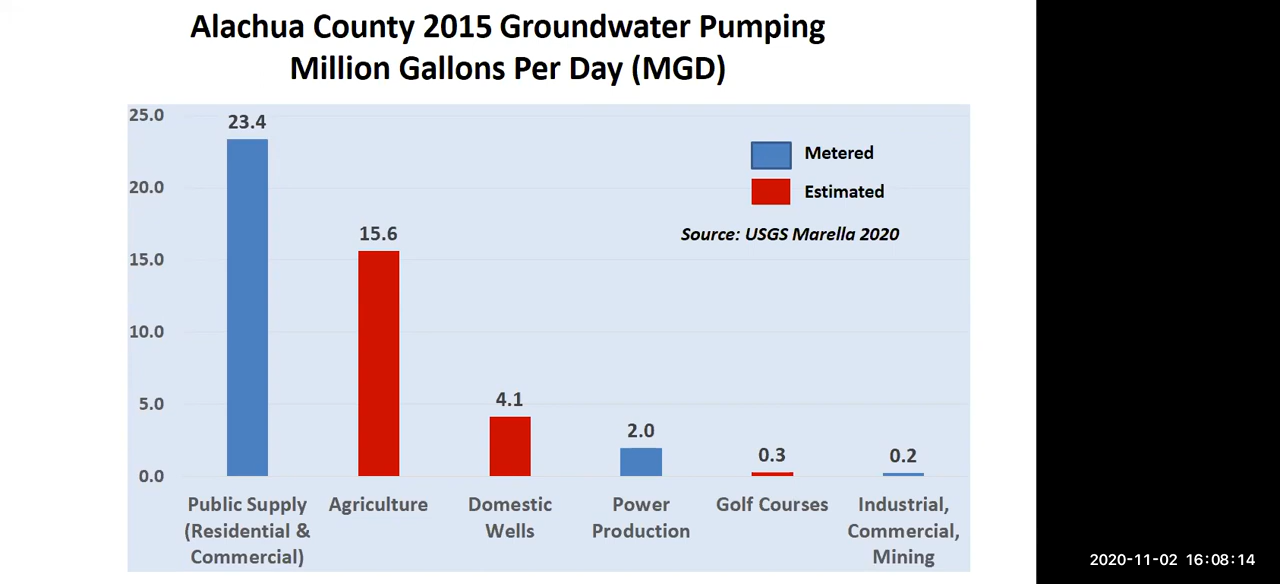 Alachua County 2015 Groundwater Pumping
Million Gallons Per Day (MGD)
25.0
20.0
15.0
10.0
5.0
0.0
23.4
15.6
4.1
2.0
0.3
0.2
Metered
Estimated
Source: USGS Marella 2020
Public Supply
(Residential &
Commercial)
Agriculture
Domestic
Wells
Power
Production
Golf Courses
Industrial,
Commercial,
Mining
2020-11-02 16:08:14